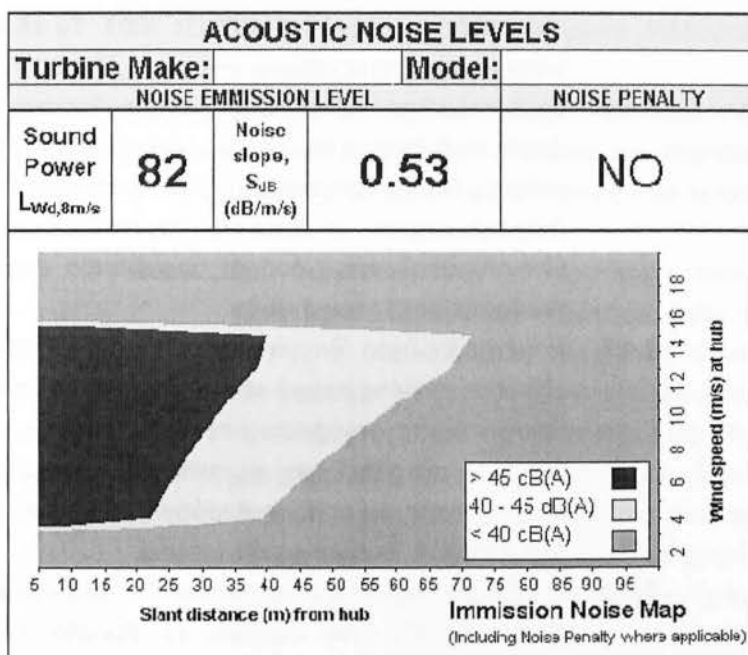 ACOUSTIC NOISE LEVELS
Turbine Make: Model:
NOISE EMMISSION LEVEL NOISE PENALTY
Sound Power LWd,8m/s 82 Noise slope, SdB (dB/m/s) 0.53 NO
18
16
14
12
10
8
6
4
2
Wind speed (m/s) at hub
> 45 dB(A)
40 - 45 dB(A)
< 40 dB(A)
5 10 15 20 25 30 35 40 45 50 55 60 65 70 75 80 85 90 95
Slant distance (m) from hub
Immission Noise Map
(Including Noise Penalty where applicable)